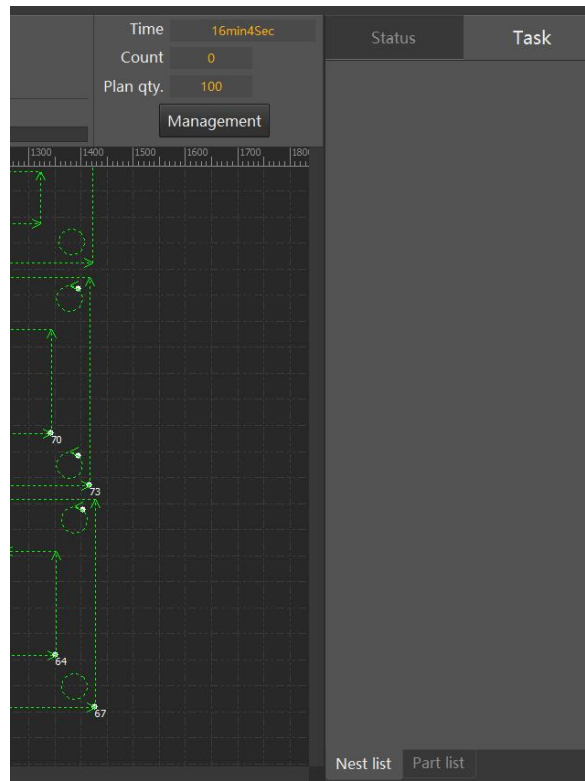 Time 16min4Sec
Count 0
Plan qty. 100
Management
Status Task
1300 1400 1500 1600 1700 180
70
73
64
67
Nest list Part list